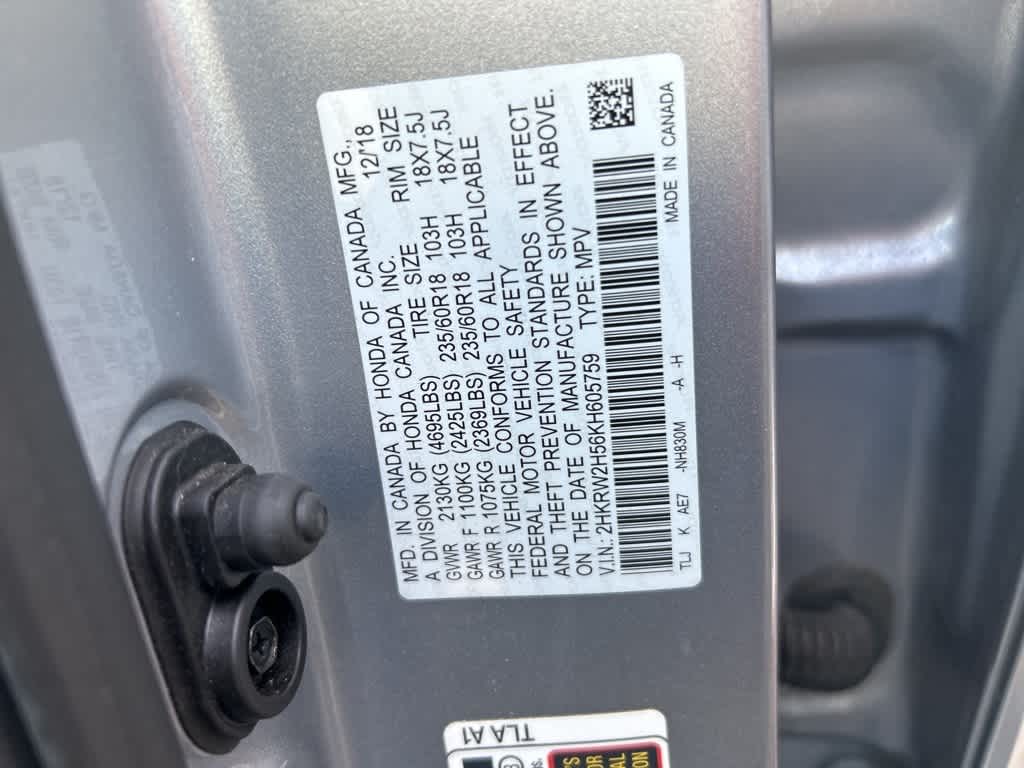 MFD. IN CANADA BY HONDA OF CANADA MFG.,
A DIVISION OF HONDA CANADA INC. 12/18
GVWR 2130KG (4695LBS) TIRE SIZE RIM SIZE
GAWR F 1100KG (2425LBS) 235/60R18 103H 18X7.5J
GAWR R 1075KG (2369LBS) 235/60R18 103H 18X7.5J
THIS VEHICLE CONFORMS TO ALL APPLICABLE
FEDERAL MOTOR VEHICLE SAFETY
AND THEFT PREVENTION STANDARDS IN EFFECT
ON THE DATE OF MANUFACTURE SHOWN ABOVE.
V.I.N.: 2HKRW2H56KH605759 TYPE: MPV
TLJ K AE7 -NH830M -A -H MADE IN CANADA
TLA A1